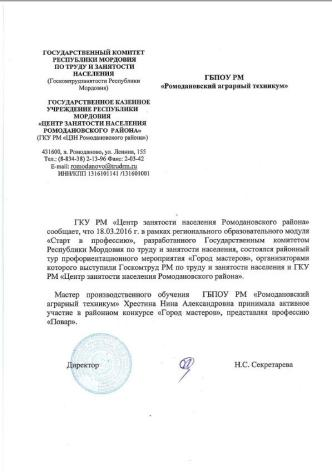 ГОСУДАРСТВЕННЫЙ КОМИТЕТ
РЕСПУБЛИКИ МОРДОВИЯ
ПО ТРУДУ И ЗАНЯТОСТИ
НАСЕЛЕНИЯ
(Госкомтрудзанятости Республики
Мордовия)
ГОСУДАРСТВЕННОЕ КАЗЕННОЕ
УЧРЕЖДЕНИЕ РЕСПУБЛИКИ
МОРДОВИЯ
«ЦЕНТР ЗАНЯТОСТИ НАСЕЛЕНИЯ
РОМОДАНОВСКОГО РАЙОНА»
(ГКУ РМ «ЦЗН Ромодановского района»)
431600, п. Ромоданово, ул. Ленина, 155
Тел.: (8-834-38) 2-13-96 Факс: 2-03-42
E-mail: romodanovo@trudrm.ru
ИНН/КПП 1316101141 /131601001
ГБПОУ РМ
«Ромодановский аграрный техникум»
ГКУ РМ «Центр занятости населения Ромодановского района»
сообщает, что 18.03.2016 г. в рамках регионального образовательного модуля
«Старт в профессию», разработанного Государственным комитетом
Республики Мордовия по труду и занятости населения, состоялся районный
тур профориентационного мероприятия «Город мастеров», организаторами
которого выступили Госкомтруд РМ по труду и занятости населения и ГКУ
РМ «Центр занятости населения Ромодановского района».
Мастер производственного обучения ГБПОУ РМ «Ромодановский
аграрный техникум» Хрестина Нина Александровна принимала активное
участие в районном конкурсе «Город мастеров», представляя профессию
«Повар».
Директор
Н.С. Секретарева